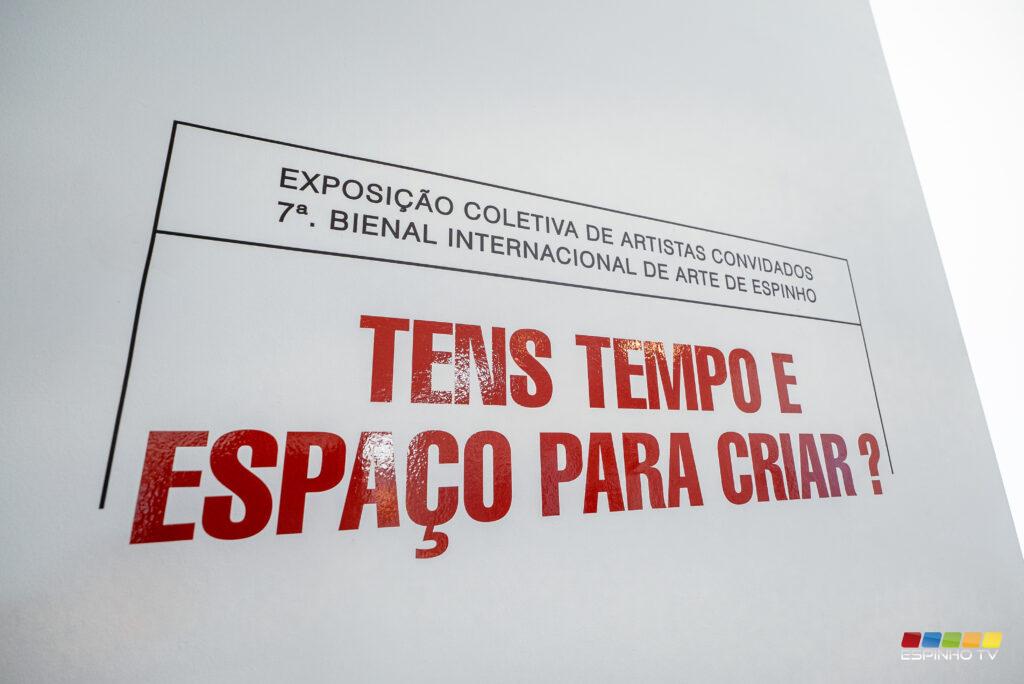 EXPOSIÇÃO COLETIVA DE ARTISTAS CONVIDADOS
7ª. BIENAL INTERNACIONAL DE ARTE DE ESPINHO
TENS TEMPO E
ESPAÇO PARA CRIAR ?
ESPINHO TV